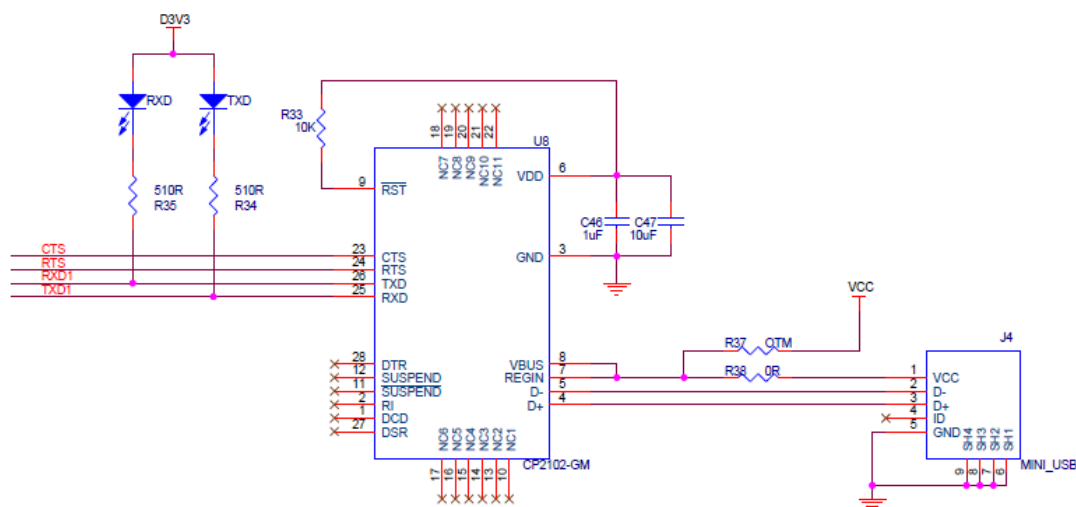 D3V3
RXD
TXD
510R
R35
510R
R34
R33
10K
18
19
20
21
22
NC7
NC8
NC9
NC10
NC11
U8
9
RST
VDD
6
C46
1uF
C47
10uF
GND
3
CTS
RTS
RXD1
TXD1
23
24
26
25
CTS
RTS
TXD
RXD
28
12
11
2
1
27
DTR
SUSPEND
SUSPEND
RI
DCD
DSR
VBUS
REGIN
D-
D+
8
7
5
4
VCC
R37
OTM
R38
0R
J4
1
2
3
4
5
VCC
D-
D+
ID
GND
SH4
SH3
SH2
SH1
9
8
7
6
MINI_USB
NC6
NC5
NC4
NC3
NC2
NC1
17
16
15
14
13
10
CP2102-GM